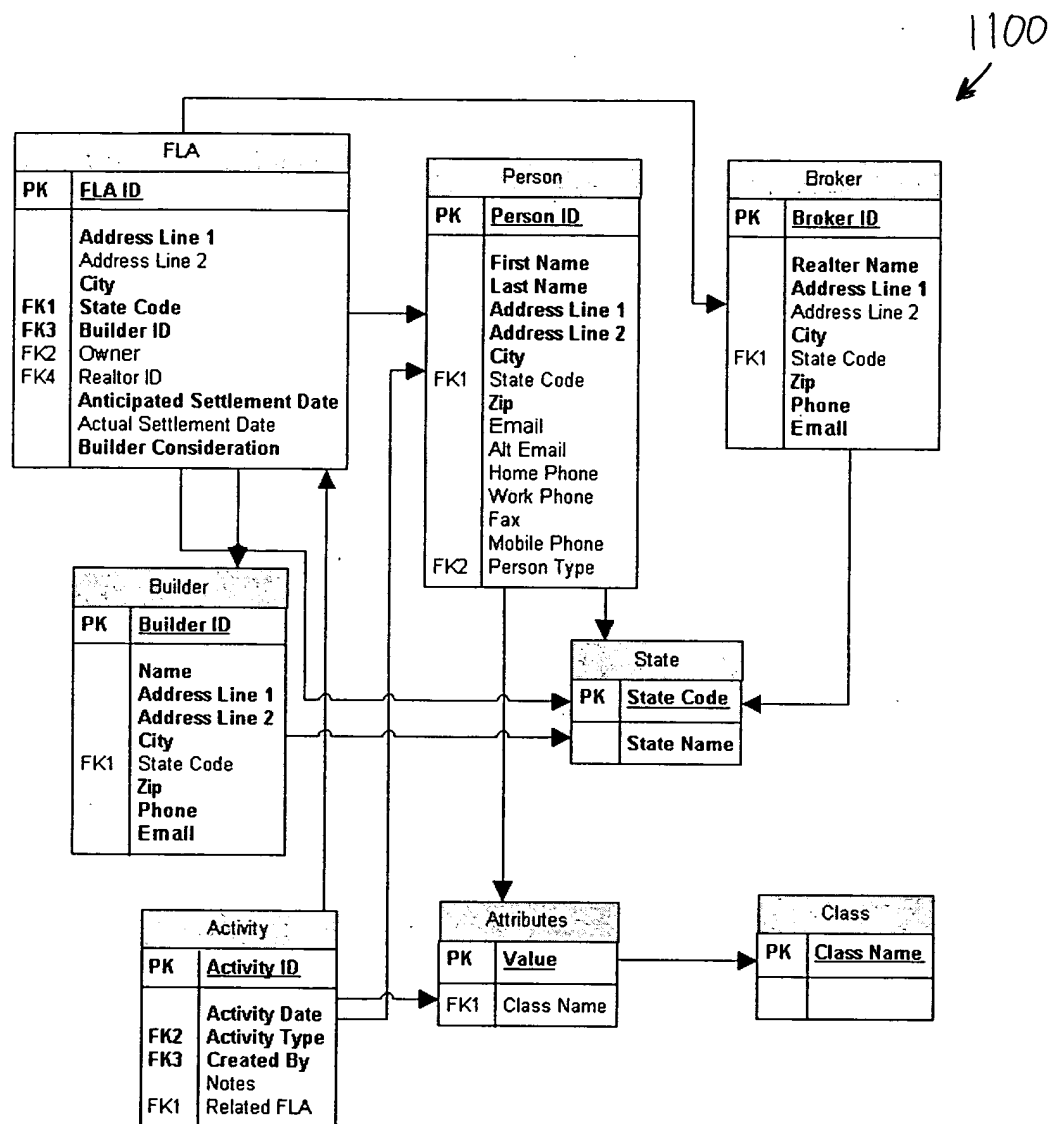 1100
FLA
PK FLA ID
Address Line 1
Address Line 2
City
FK1 State Code
FK3 Builder ID
FK2 Owner
FK4 Realtor ID
Anticipated Settlement Date
Actual Settlement Date
Builder Consideration
Person
PK Person ID
First Name
Last Name
Address Line 1
Address Line 2
City
FK1 State Code
Zip
Email
Alt Email
Home Phone
Work Phone
Fax
Mobile Phone
FK2 Person Type
Broker
PK Broker ID
Realter Name
Address Line 1
Address Line 2
City
FK1 State Code
Zip
Phone
Email
Builder
PK Builder ID
Name
Address Line 1
Address Line 2
City
FK1 State Code
Zip
Phone
Email
State
PK State Code
State Name
Activity
PK Activity ID
Activity Date
FK2 Activity Type
FK3 Created By
Notes
FK1 Related FLA
Attributes
PK Value
FK1 Class Name
Class
PK Class Name